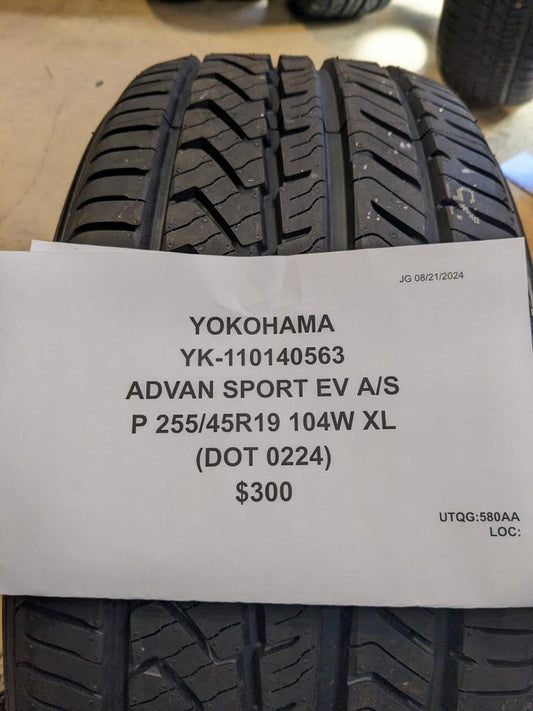 JG 08/21/2024
YOKOHAMA
YK-110140563
ADVAN SPORT EV A/S
P 255/45R19 104W XL
(DOT 0224)
$300
UTQG:580AA
LOC: